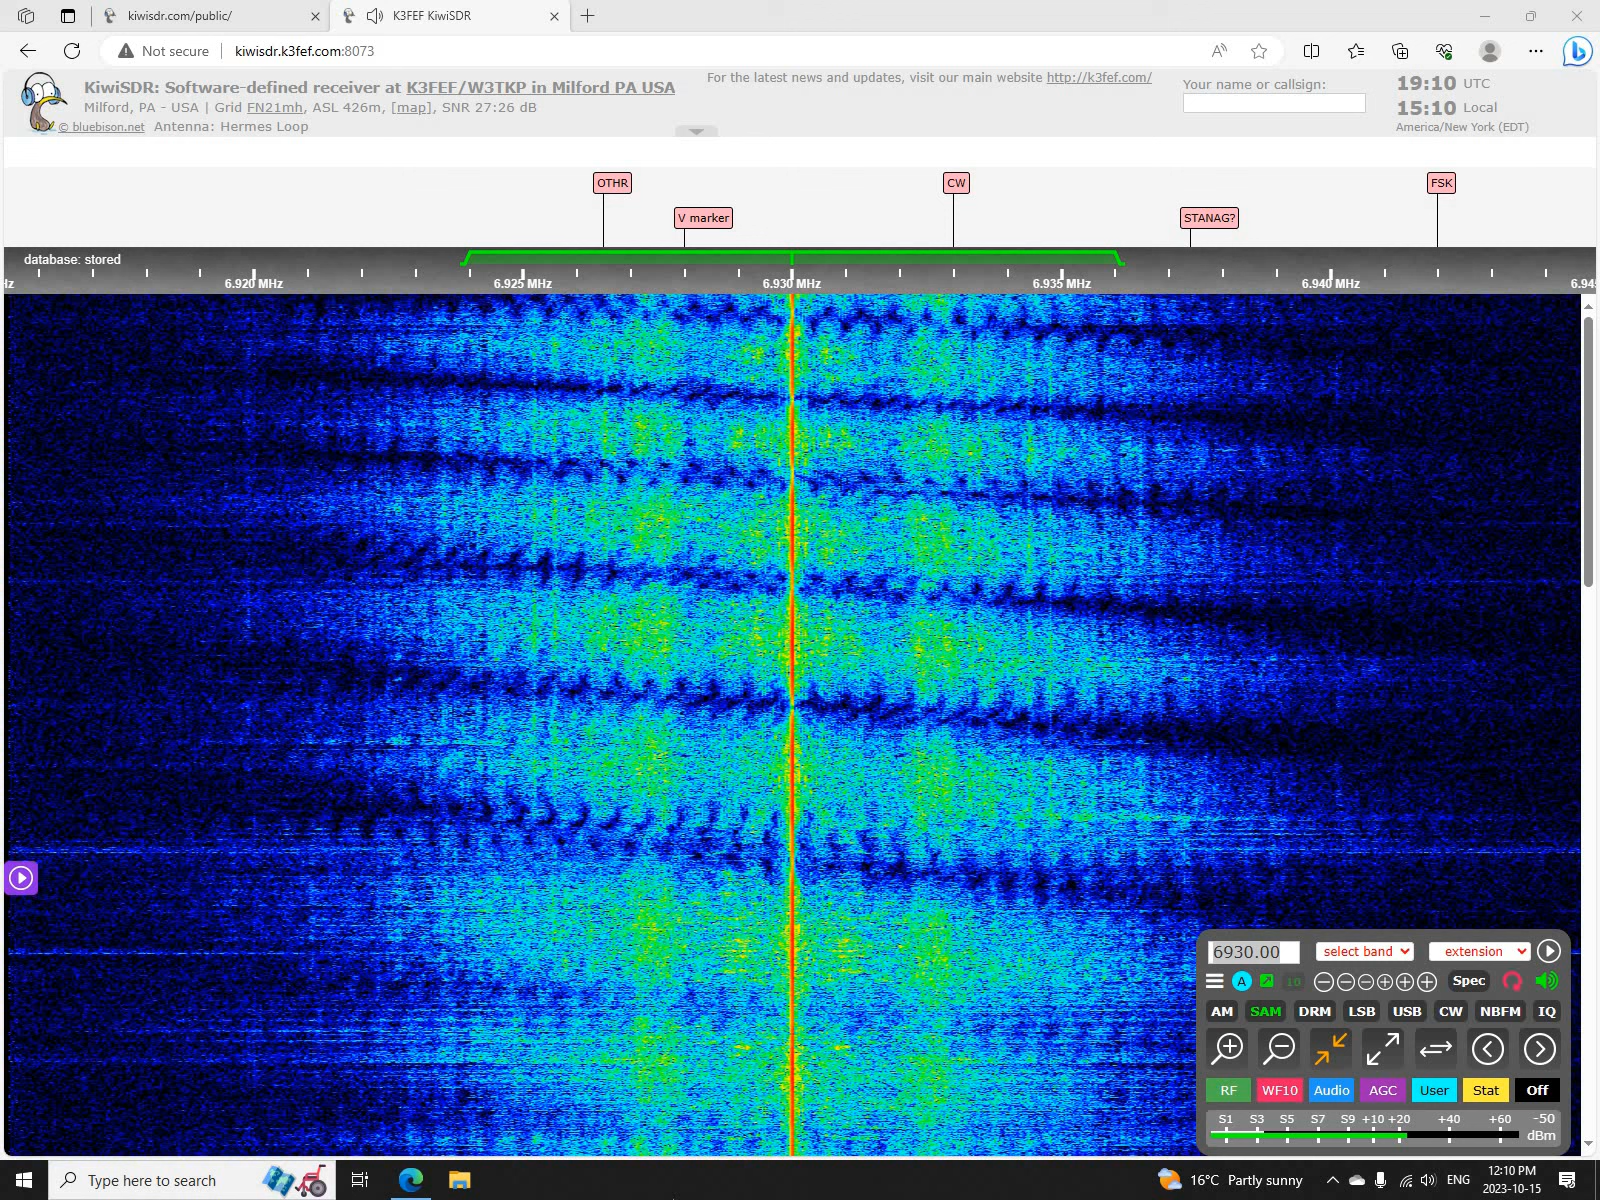 kiwisdr.com/public/
K3FEF KiwiSDR
Not secure
kiwisdr.k3fef.com:8073
KiwiSDR: Software-defined receiver at K3FEF/W3TKP in Milford PA USA
Milford, PA - USA | Grid FN21mh, ASL 426m, [map], SNR 27:26 dB
© bluebison.net Antenna: Hermes Loop
For the latest news and updates, visit our main website http://k3fef.com/
Your name or callsign:
19:10 UTC
15:10 Local
America/New York (EDT)
OTHR
CW
FSK
V marker
STANAG?
database: stored
6.920 MHz 6.925 MHz 6.930 MHz 6.935 MHz 6.940 MHz
6930.00 select band extension
A 10 Spec
AM SAM DRM LSB USB CW NBFM IQ
RF WF10 Audio AGC User Stat Off
S1 S3 S5 S7 S9 +10 +20 +40 +60 -50
dBm
Type here to search
16°C Partly sunny
ENG
12:10 PM
2023-10-15